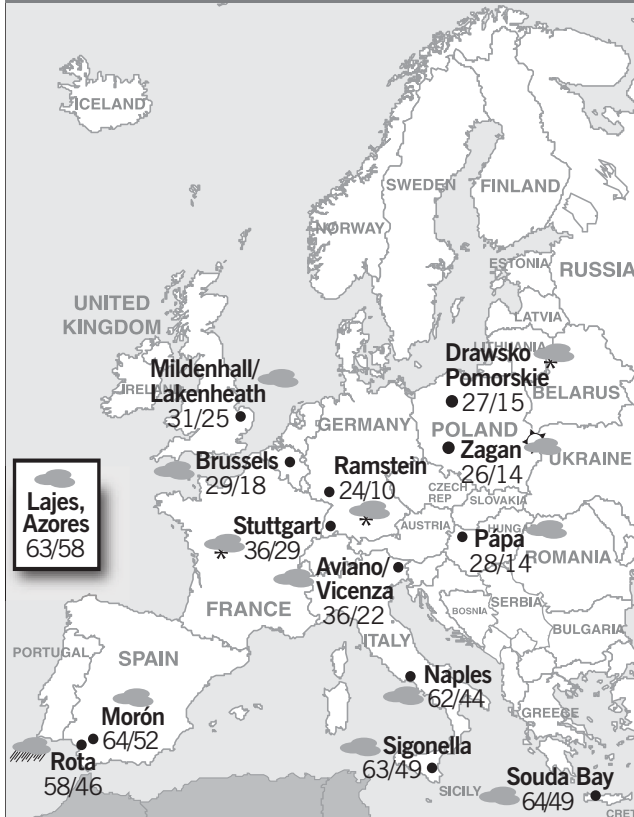 ICELAND
SWEDEN
FINLAND
NORWAY
ESTONIA
RUSSIA
LATVIA
LITHUANIA
UNITED
KINGDOM
IRELAND
Mildenhall/
Lakenheath
31/25
Drawsko
Pomorskie
27/15
BELARUS
GERMANY
POLAND
Zagan
26/14
UKRAINE
Brussels
29/18
Ramstein
24/10
CZECH
REP
SLOVAKIA
Lajes,
Azores
63/58
Stuttgart
36/29
AUSTRIA
HUNGA
Pápa
28/14
ROMANIA
Aviano/
Vicenza
36/22
FRANCE
BOSNIA
SERBIA
BULGARIA
ITALY
PORTUGAL
SPAIN
Naples
62/44
GREECE
Morón
64/52
Rota
58/46
Sigonella
63/49
SICILY
Souda Bay
64/49
CRET